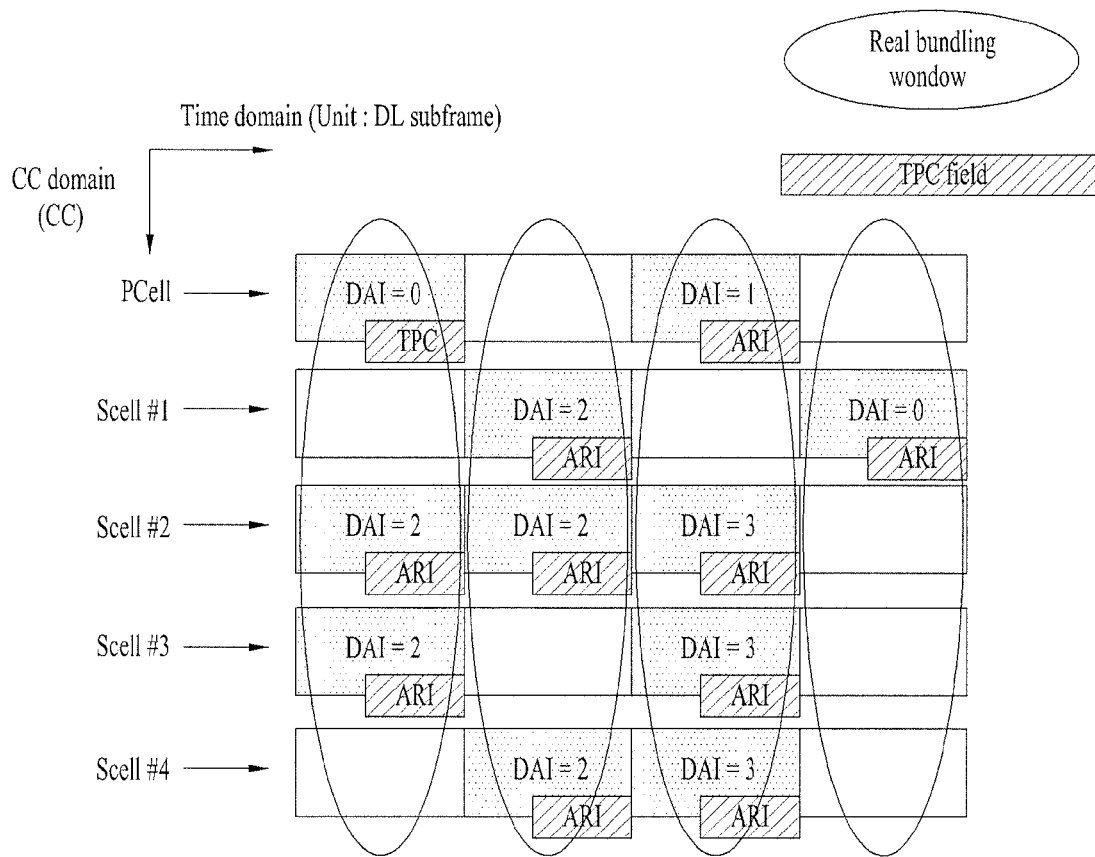 Real bundling
wondow
Time domain (Unit : DL subframe)
TPC field
CC domain
(CC)
PCell
DAI = 0
DAI = 1
TPC
ARI
Scell #1
DAI = 2
DAI = 0
ARI
ARI
Scell #2
DAI = 2
DAI = 2
DAI = 3
ARI
ARI
ARI
Scell #3
DAI = 2
DAI = 3
ARI
ARI
Scell #4
DAI = 2
DAI = 3
ARI
ARI